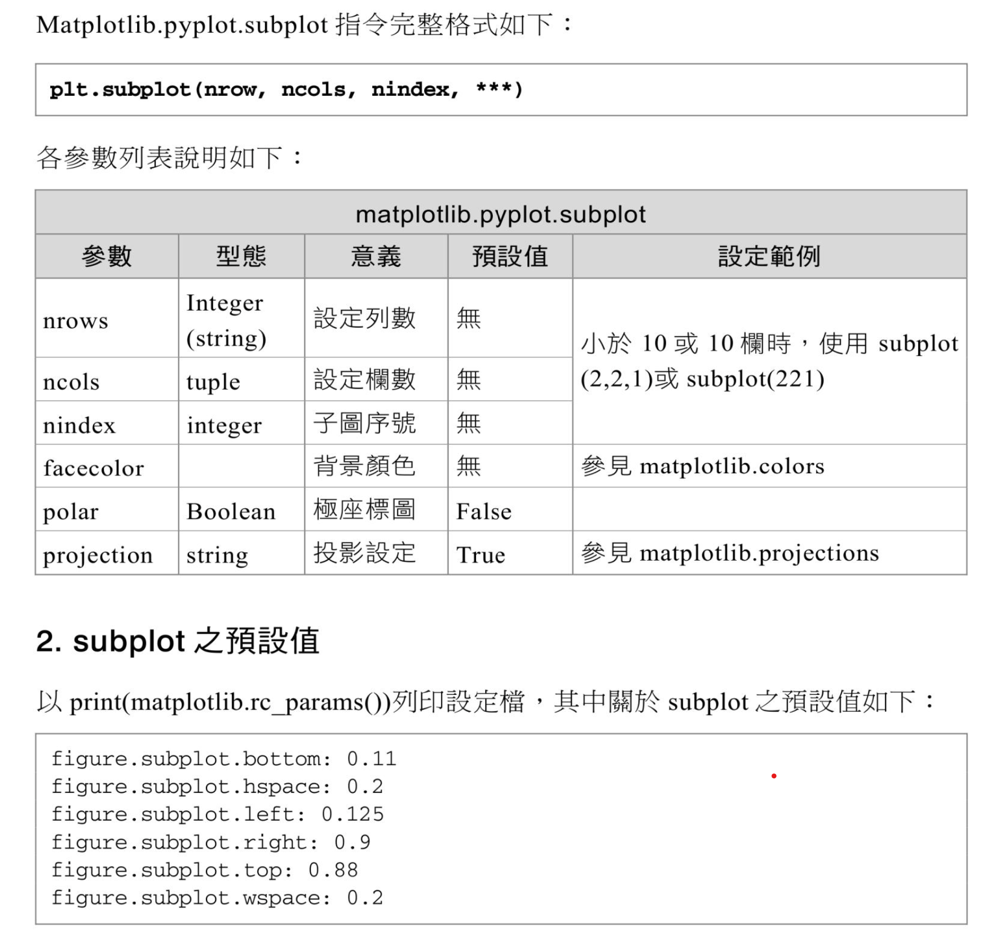 Matplotlib.pyplot.subplot 指令完整格式如下：
plt.subplot(nrow, ncols, nindex, ***)
各參數列表說明如下：
matplotlib.pyplot.subplot
參數 型態 意義 預設值 設定範例
nrows Integer (string) 設定列數 無 小於 10 或 10 欄時，使用 subplot
(2,2,1)或 subplot(221)
ncols tuple 設定欄數 無
nindex integer 子圖序號 無
facecolor 背景顏色 無 參見 matplotlib.colors
polar Boolean 極座標圖 False
projection string 投影設定 True 參見 matplotlib.projections
2. subplot 之預設值
以 print(matplotlib.rc_params())列印設定檔，其中關於 subplot 之預設值如下：
figure.subplot.bottom: 0.11
figure.subplot.hspace: 0.2
figure.subplot.left: 0.125
figure.subplot.right: 0.9
figure.subplot.top: 0.88
figure.subplot.wspace: 0.2